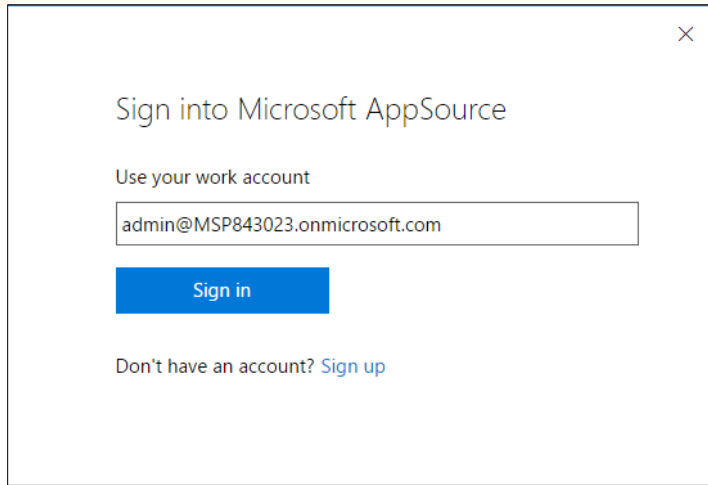 Sign into Microsoft AppSource
Use your work account
admin@MSP843023.onmicrosoft.com
Sign in
Don't have an account? Sign up